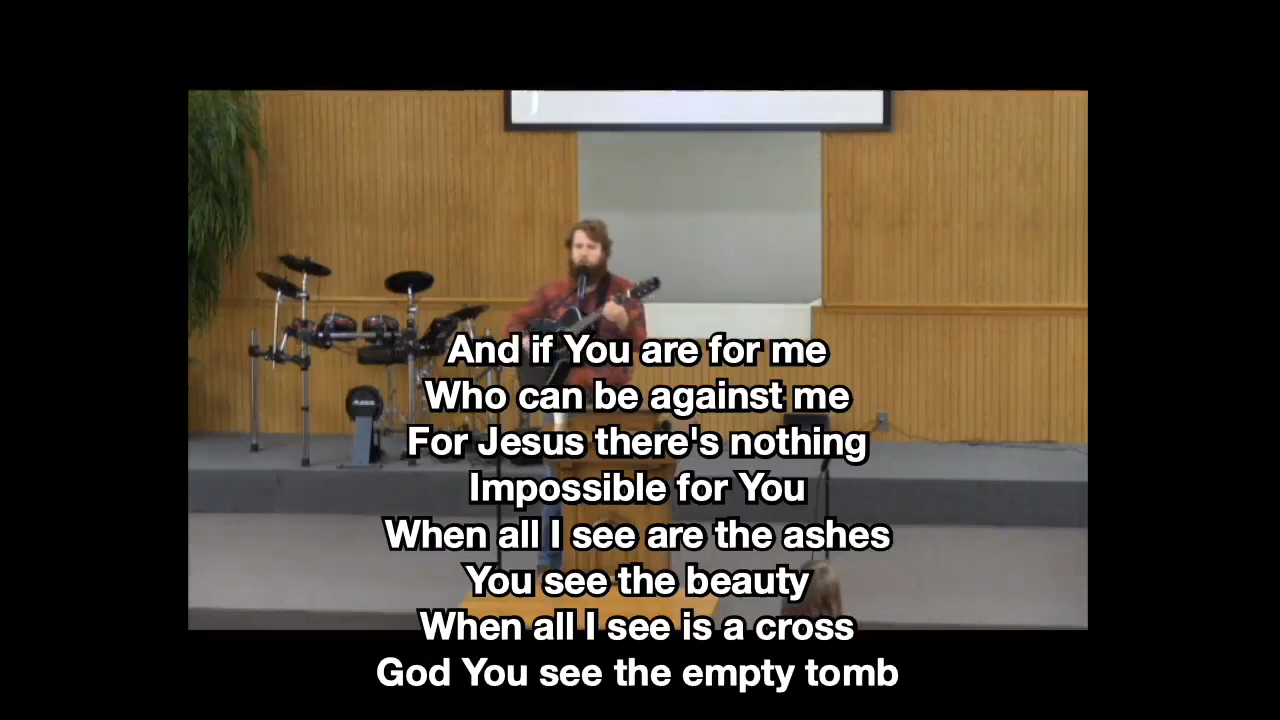 And if You are for me
Who can be against me
For Jesus there's nothing
Impossible for You
When all I see are the ashes
You see the beauty
When all I see is a cross
God You see the empty tomb